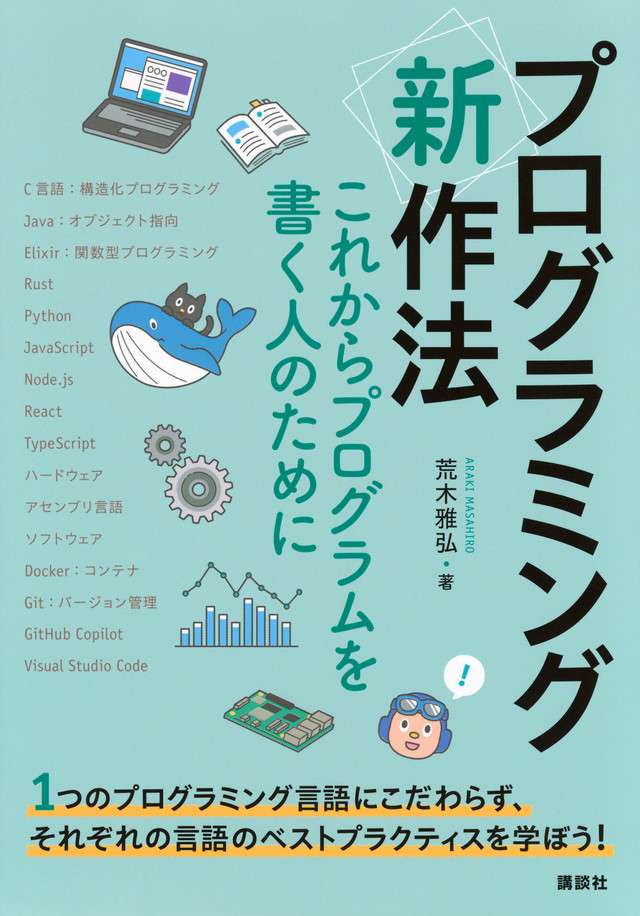 プログラミング
新作法
これからプログラムを
書く人のために
ARAKI MASAHIRO
荒木雅弘・著
C言語：構造化プログラミング
Java：オブジェクト指向
Elixir：関数型プログラミング
Rust
Python
JavaScript
Node.js
React
TypeScript
ハードウェア
アセンブリ言語
ソフトウェア
Docker：コンテナ
Git：バージョン管理
GitHub Copilot
Visual Studio Code
!
1つのプログラミング言語にこだわらず、
それぞれの言語のベストプラクティスを学ぼう！
講談社